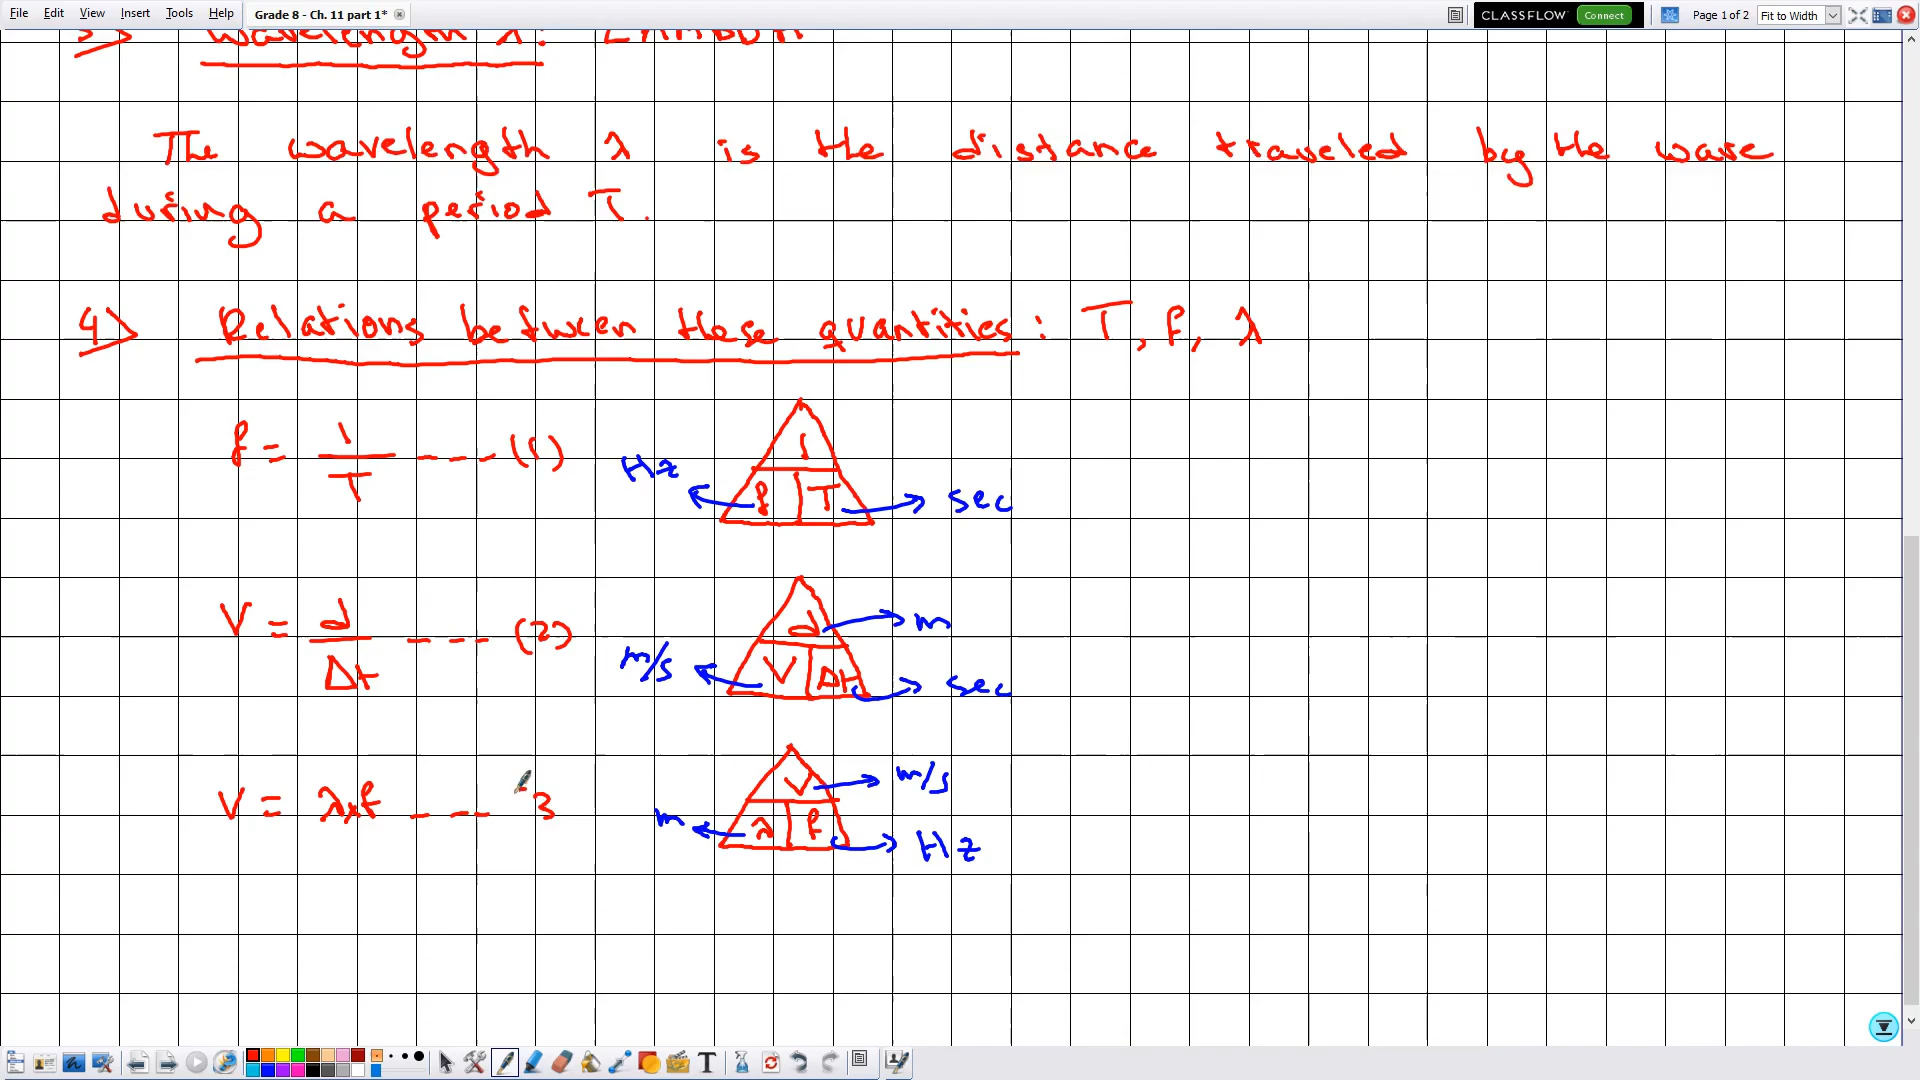 File Edit View Insert Tools Help Grade 8 - Ch. 11 part 1* CLASSFLOW Connect Page 1 of 2 Fit to Width
3> Wavelength λ:
The wavelength λ is the distance traveled by the wave
during a period T.
4> Relations between these quantities: T, f, λ
f = 1/T ---- (1)
1
Hz f T sec
V = d/Δt ---- (2)
d m
m/s V Δt sec
V = λxf ---- 3
V m/s
m λ f Hz
T